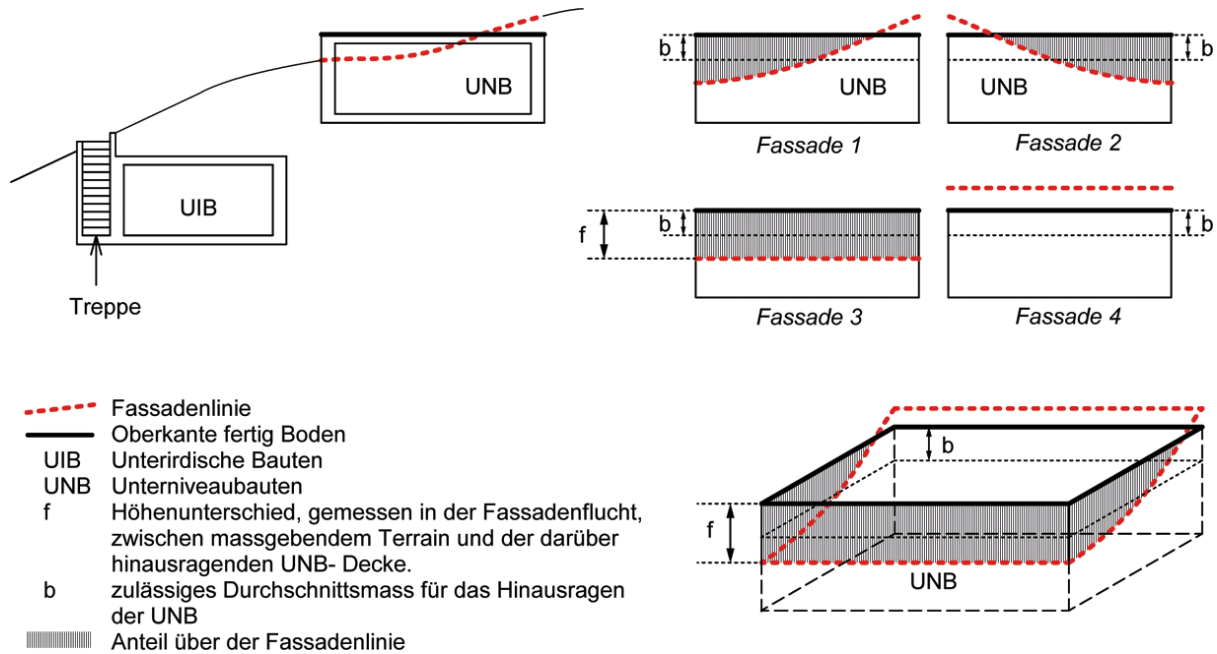 UNB
UIB
Treppe
b
UNB
Fassade 1
b
UNB
Fassade 2
f
b
Fassade 3
b
Fassade 4
Fassadenlinie
Oberkante fertig Boden
UIB Unterirdische Bauten
UNB Unterniveaubauten
f Höhenunterschied, gemessen in der Fassadenflucht,
zwischen massgebendem Terrain und der darüber
hinausragenden UNB- Decke.
b zulässiges Durchschnittsmass für das Hinausragen
der UNB
Anteil über der Fassadenlinie
b
f
UNB